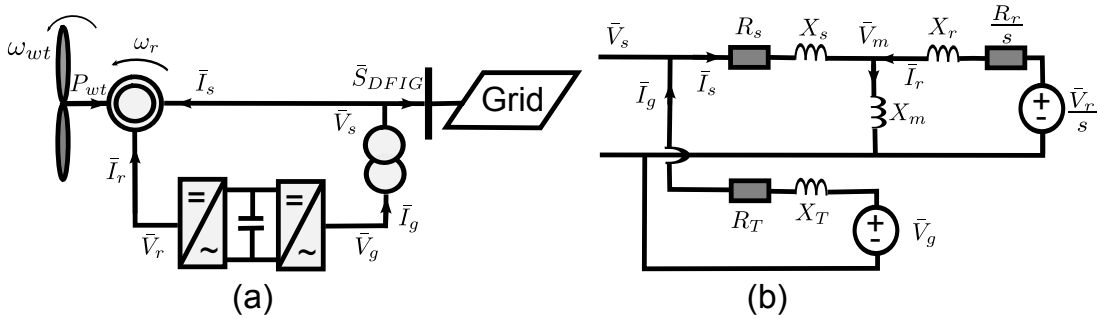 ω_wt
ω_r
P_wt
Ī_s
S̄_DFIG
Grid
V̄_s
Ī_r
=
~
=
~
Ī_g
V̄_r
V̄_g
(a)
V̄_s
R_s
X_s
V̄_m
X_r
R_r/s
Ī_g
Ī_s
Ī_r
X_m
+
-
V̄_r/s
R_T
X_T
+
-
V̄_g
(b)